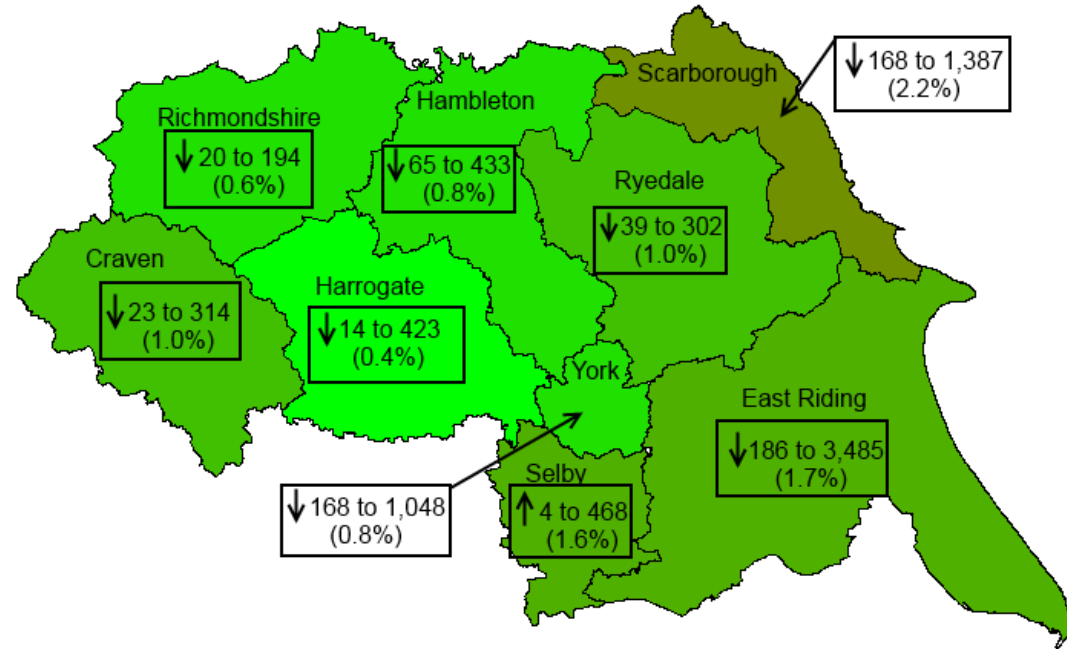 Scarborough
↓ 168 to 1,387
(2.2%)
Hambleton
↓ 65 to 433
(0.8%)
Richmondshire
↓ 20 to 194
(0.6%)
Ryedale
↓ 39 to 302
(1.0%)
Craven
↓ 23 to 314
(1.0%)
Harrogate
↓ 14 to 423
(0.4%)
York
↓ 168 to 1,048
(0.8%)
East Riding
↓ 186 to 3,485
(1.7%)
Selby
↑ 4 to 468
(1.6%)